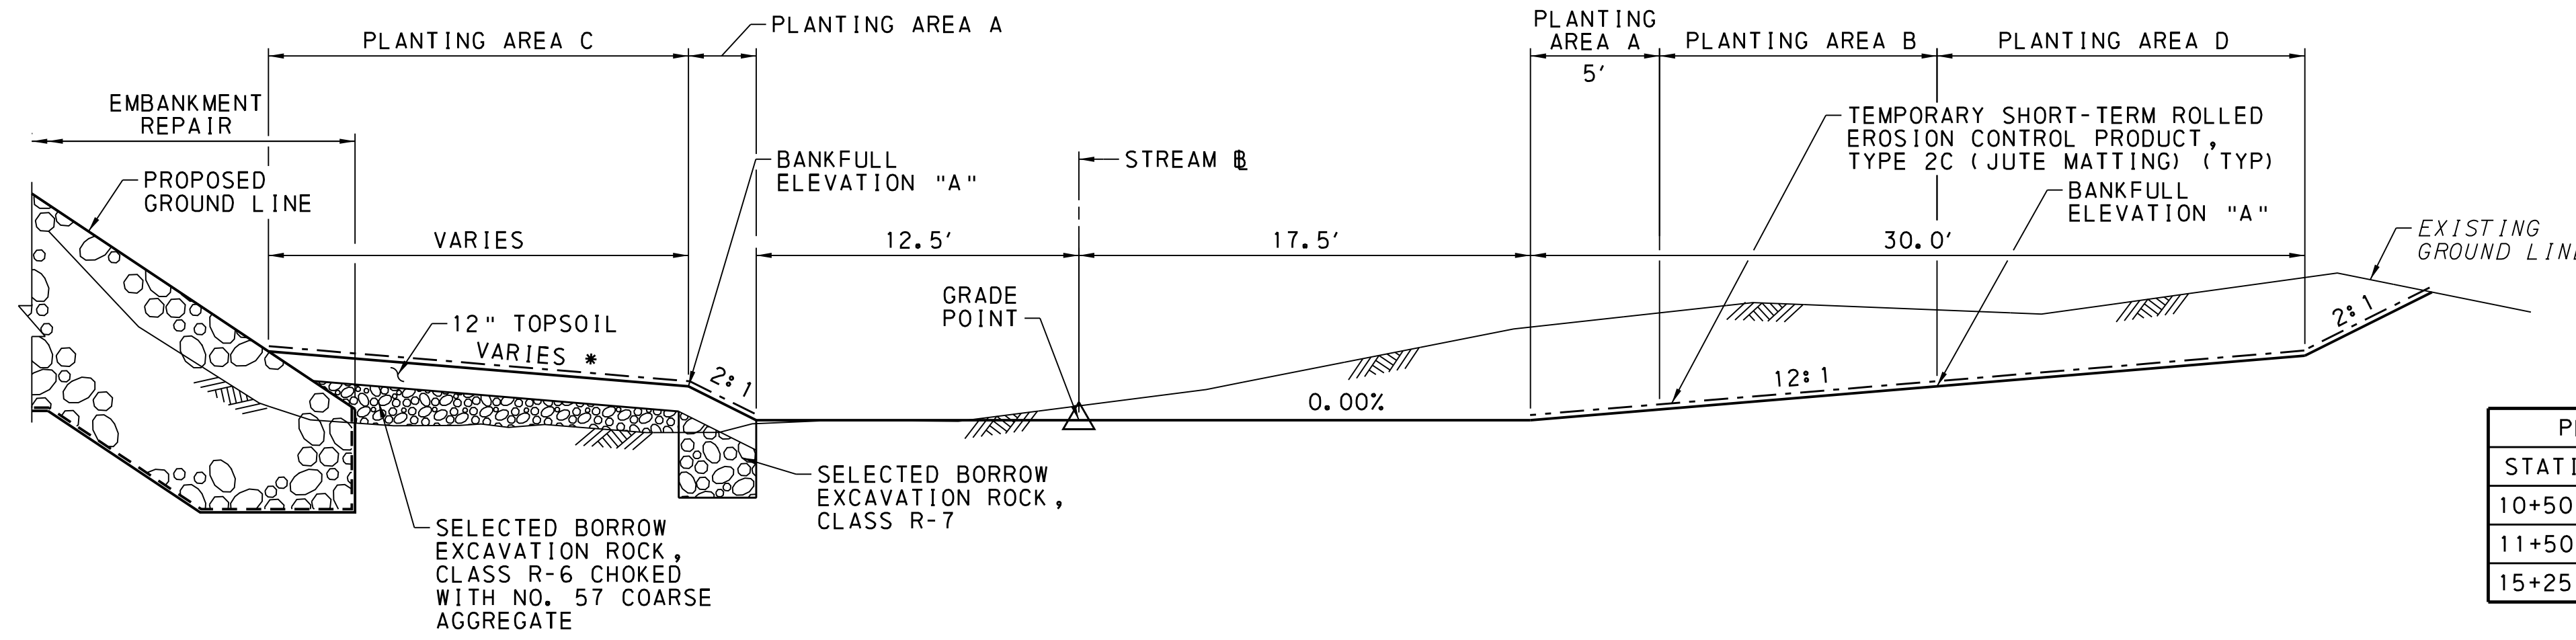 PLANTING AREA C
PLANTING AREA A
PLANTING
AREA A
5'
PLANTING AREA B
PLANTING AREA D
EMBANKMENT
REPAIR
PROPOSED
GROUND LINE
BANKFULL
ELEVATION "A"
STREAM ℄
TEMPORARY SHORT-TERM ROLLED
EROSION CONTROL PRODUCT,
TYPE 2C (JUTE MATTING) (TYP)
BANKFULL
ELEVATION "A"
EXISTING
GROUND LINE
VARIES
12.5'
17.5'
30.0'
GRADE
POINT
12" TOPSOIL
VARIES *
2:1
0.00%
12:1
2:1
SELECTED BORROW
EXCAVATION ROCK,
CLASS R-7
SELECTED BORROW
EXCAVATION ROCK,
CLASS R-6 CHOKED
WITH NO. 57 COARSE
AGGREGATE
STATI
10+50
11+50
15+25